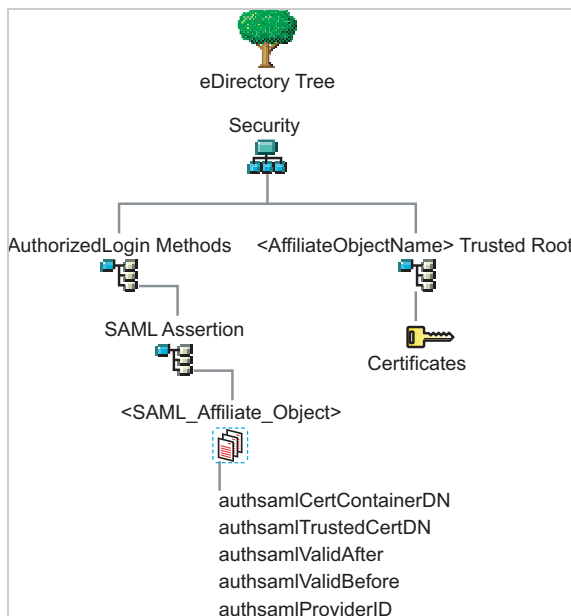 eDirectory Tree
Security
AuthorizedLogin Methods
<AffiliateObjectName> Trusted Root
SAML Assertion
Certificates
<SAML_Affiliate_Object>
authsamlCertContainerDN
authsamlTrustedCertDN
authsamlValidAfter
authsamlValidBefore
authsamlProviderID